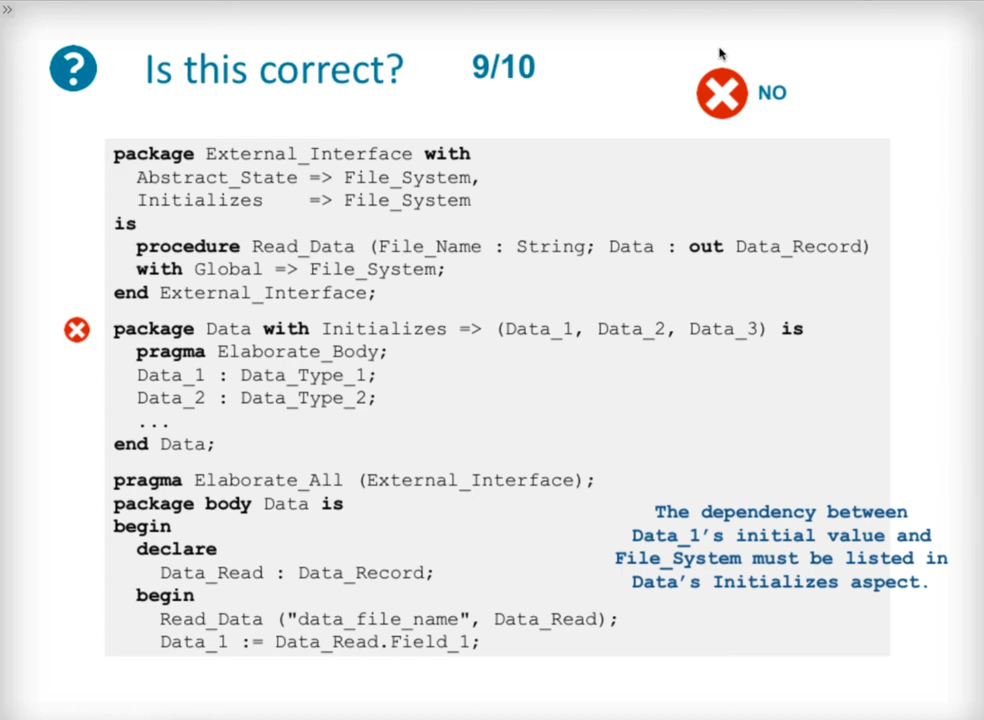 »
? Is this correct? 9/10
NO
package External_Interface with
Abstract_State => File_System,
Initializes    => File_System
is
procedure Read_Data (File_Name : String; Data : out Data_Record)
with Global => File_System;
end External_Interface;
package Data with Initializes => (Data_1, Data_2, Data_3) is
pragma Elaborate_Body;
Data_1 : Data_Type_1;
Data_2 : Data_Type_2;
...
end Data;
pragma Elaborate_All (External_Interface);
package body Data is
begin
declare
Data_Read : Data_Record;
begin
Read_Data ("data_file_name", Data_Read);
Data_1 := Data_Read.Field_1;
The dependency between
Data_1's initial value and
File_System must be listed in
Data's Initializes aspect.